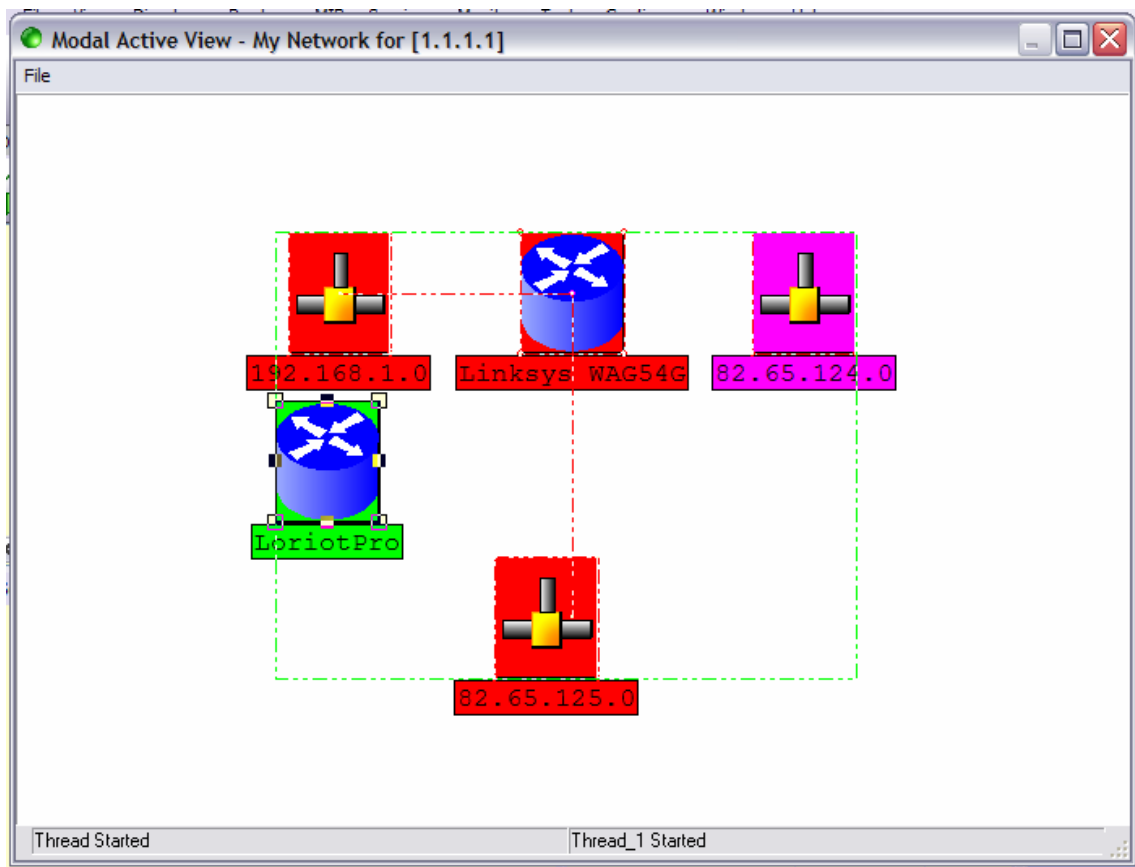 Modal Active View - My Network for [1.1.1.1]
File
192.168.1.0
Linksys WAG54G
82.65.124.0
LoriotPro
82.65.125.0
Thread Started
Thread_1 Started